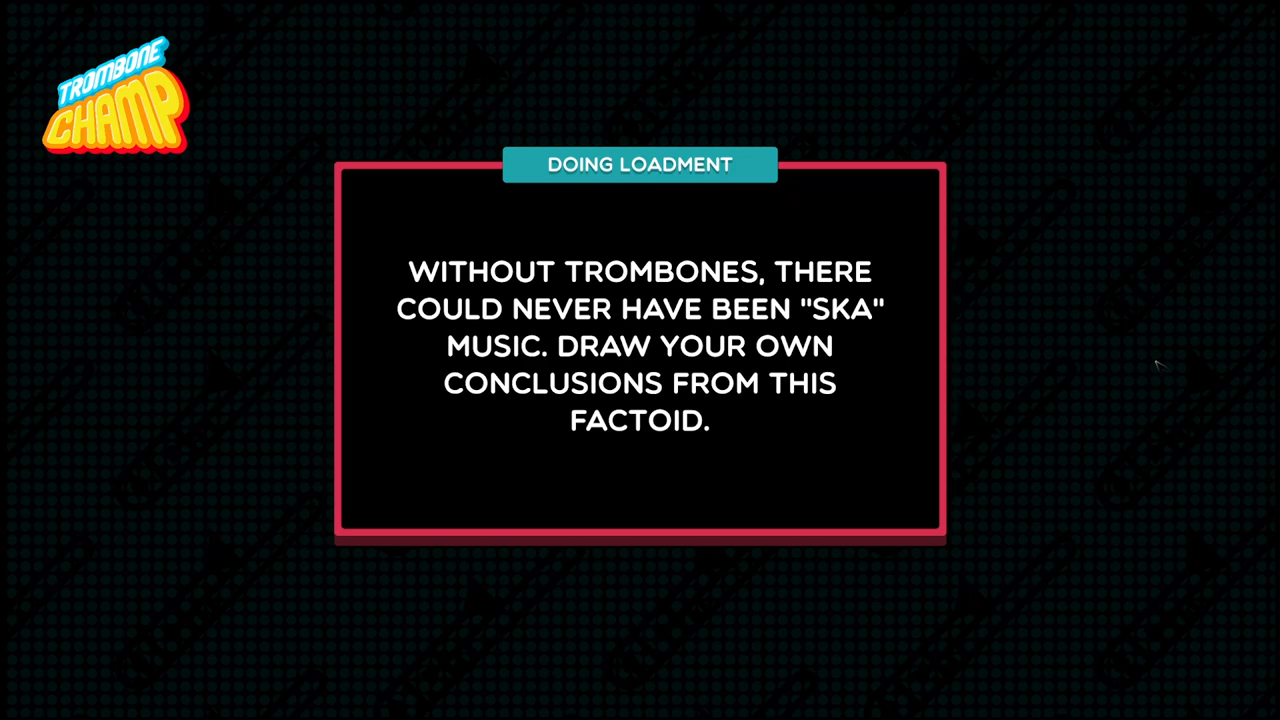 TROMBONE
CHAMP
DOING LOADMENT
WITHOUT TROMBONES, THERE
COULD NEVER HAVE BEEN "SKA"
MUSIC. DRAW YOUR OWN
CONCLUSIONS FROM THIS
FACTOID.